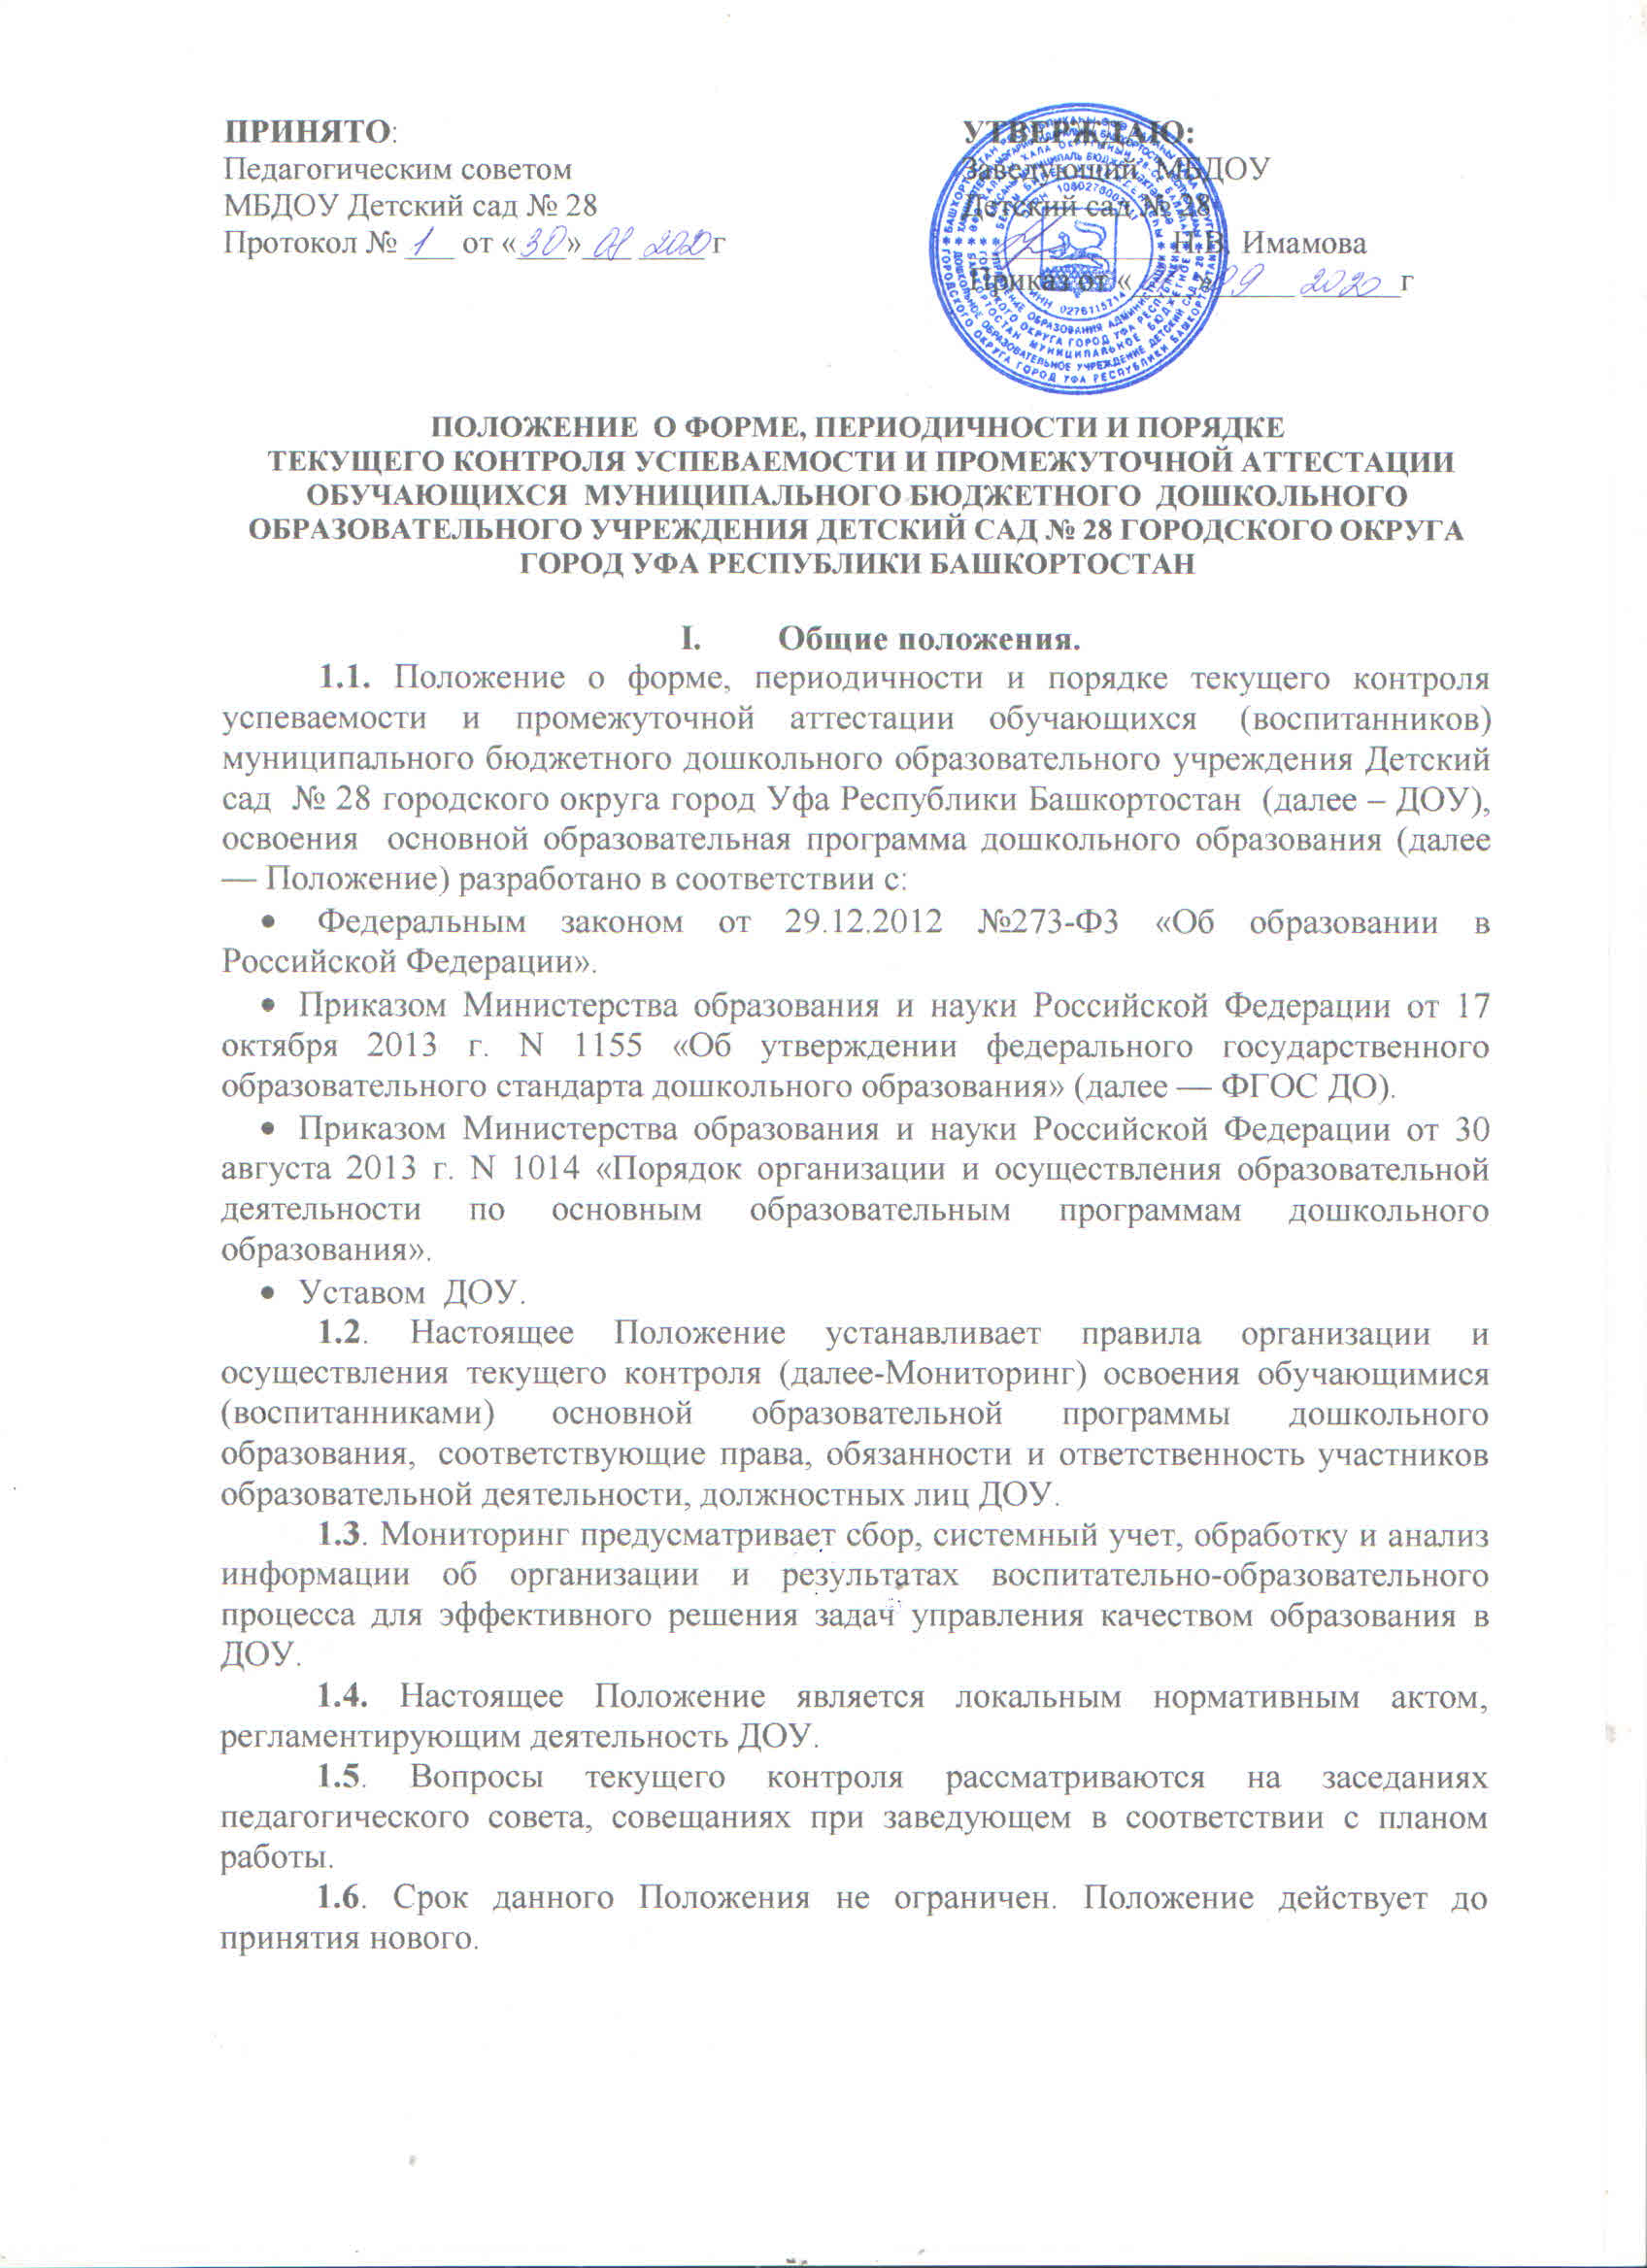 ПРИНЯТО:
Педагогическим советом
МБДОУ Детский сад № 28
Протокол № 1 от «30» 08 2020 г
УТВЕРЖДАЮ:
Заведующий МБДОУ
Детский сад № 28
Н.В. Имамова
Приказ от « » 09 2020 г
ПОЛОЖЕНИЕ О ФОРМЕ, ПЕРИОДИЧНОСТИ И ПОРЯДКЕ
ТЕКУЩЕГО КОНТРОЛЯ УСПЕВАЕМОСТИ И ПРОМЕЖУТОЧНОЙ АТТЕСТАЦИИ
ОБУЧАЮЩИХСЯ МУНИЦИПАЛЬНОГО БЮДЖЕТНОГО ДОШКОЛЬНОГО
ОБРАЗОВАТЕЛЬНОГО УЧРЕЖДЕНИЯ ДЕТСКИЙ САД № 28 ГОРОДСКОГО ОКРУГА
ГОРОД УФА РЕСПУБЛИКИ БАШКОРТОСТАН
I. Общие положения.
1.1. Положение о форме, периодичности и порядке текущего контроля
успеваемости и промежуточной аттестации обучающихся (воспитанников)
муниципального бюджетного дошкольного образовательного учреждения Детский
сад № 28 городского округа город Уфа Республики Башкортостан (далее – ДОУ),
освоения основной образовательная программа дошкольного образования (далее
— Положение) разработано в соответствии с:
• Федеральным законом от 29.12.2012 №273-ФЗ «Об образовании в
Российской Федерации».
• Приказом Министерства образования и науки Российской Федерации от 17
октября 2013 г. N 1155 «Об утверждении федерального государственного
образовательного стандарта дошкольного образования» (далее — ФГОС ДО).
• Приказом Министерства образования и науки Российской Федерации от 30
августа 2013 г. N 1014 «Порядок организации и осуществления образовательной
деятельности по основным образовательным программам дошкольного
образования».
• Уставом ДОУ.
1.2. Настоящее Положение устанавливает правила организации и
осуществления текущего контроля (далее-Мониторинг) освоения обучающимися
(воспитанниками) основной образовательной программы дошкольного
образования, соответствующие права, обязанности и ответственность участников
образовательной деятельности, должностных лиц ДОУ.
1.3. Мониторинг предусматривает сбор, системный учет, обработку и анализ
информации об организации и результатах воспитательно-образовательного
процесса для эффективного решения задач управления качеством образования в
ДОУ.
1.4. Настоящее Положение является локальным нормативным актом,
регламентирующим деятельность ДОУ.
1.5. Вопросы текущего контроля рассматриваются на заседаниях
педагогического совета, совещаниях при заведующем в соответствии с планом
работы.
1.6. Срок данного Положения не ограничен. Положение действует до
принятия нового.